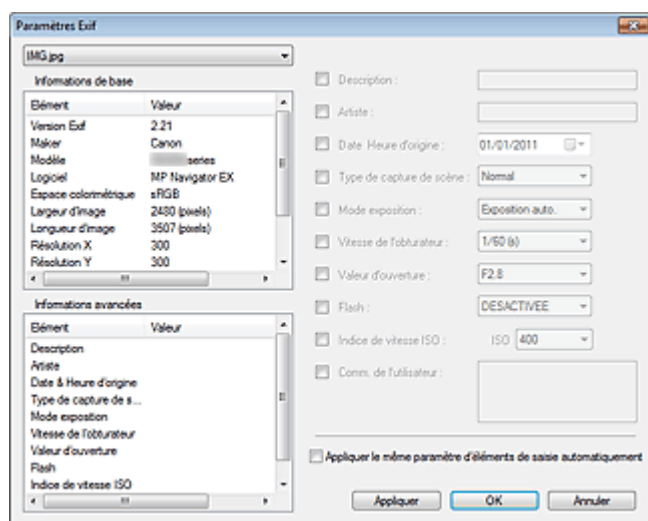 Paramètres Exif
IMG.jpg
Informations de base
Elément Valeur
Version Exif 2.21
Maker Canon
Modèle series
Logiciel MP Navigator EX
Espace colorimétrique sRGB
Largeur d'image 2480 (pixels)
Longueur d'image 3507 (pixels)
Résolution X 300
Résolution Y 300
Informations avancées
Elément Valeur
Description
Artiste
Date & Heure d'origine
Type de capture de s...
Mode exposition
Vitesse de l'obturateur
Valeur d'ouverture
Flash
Indice de vitesse ISO
Description :
Artiste :
Date Heure d'origine : 01/01/2011
Type de capture de scène : Normal
Mode exposition : Exposition auto.
Vitesse de l'obturateur : 1/60 (s)
Valeur d'ouverture : F2.8
Flash : DESACTIVEE
Indice de vitesse ISO : ISO 400
Comm. de l'utilisateur :
Appliquer le même paramètre d'éléments de saisie automatiquement
Appliquer OK Annuler